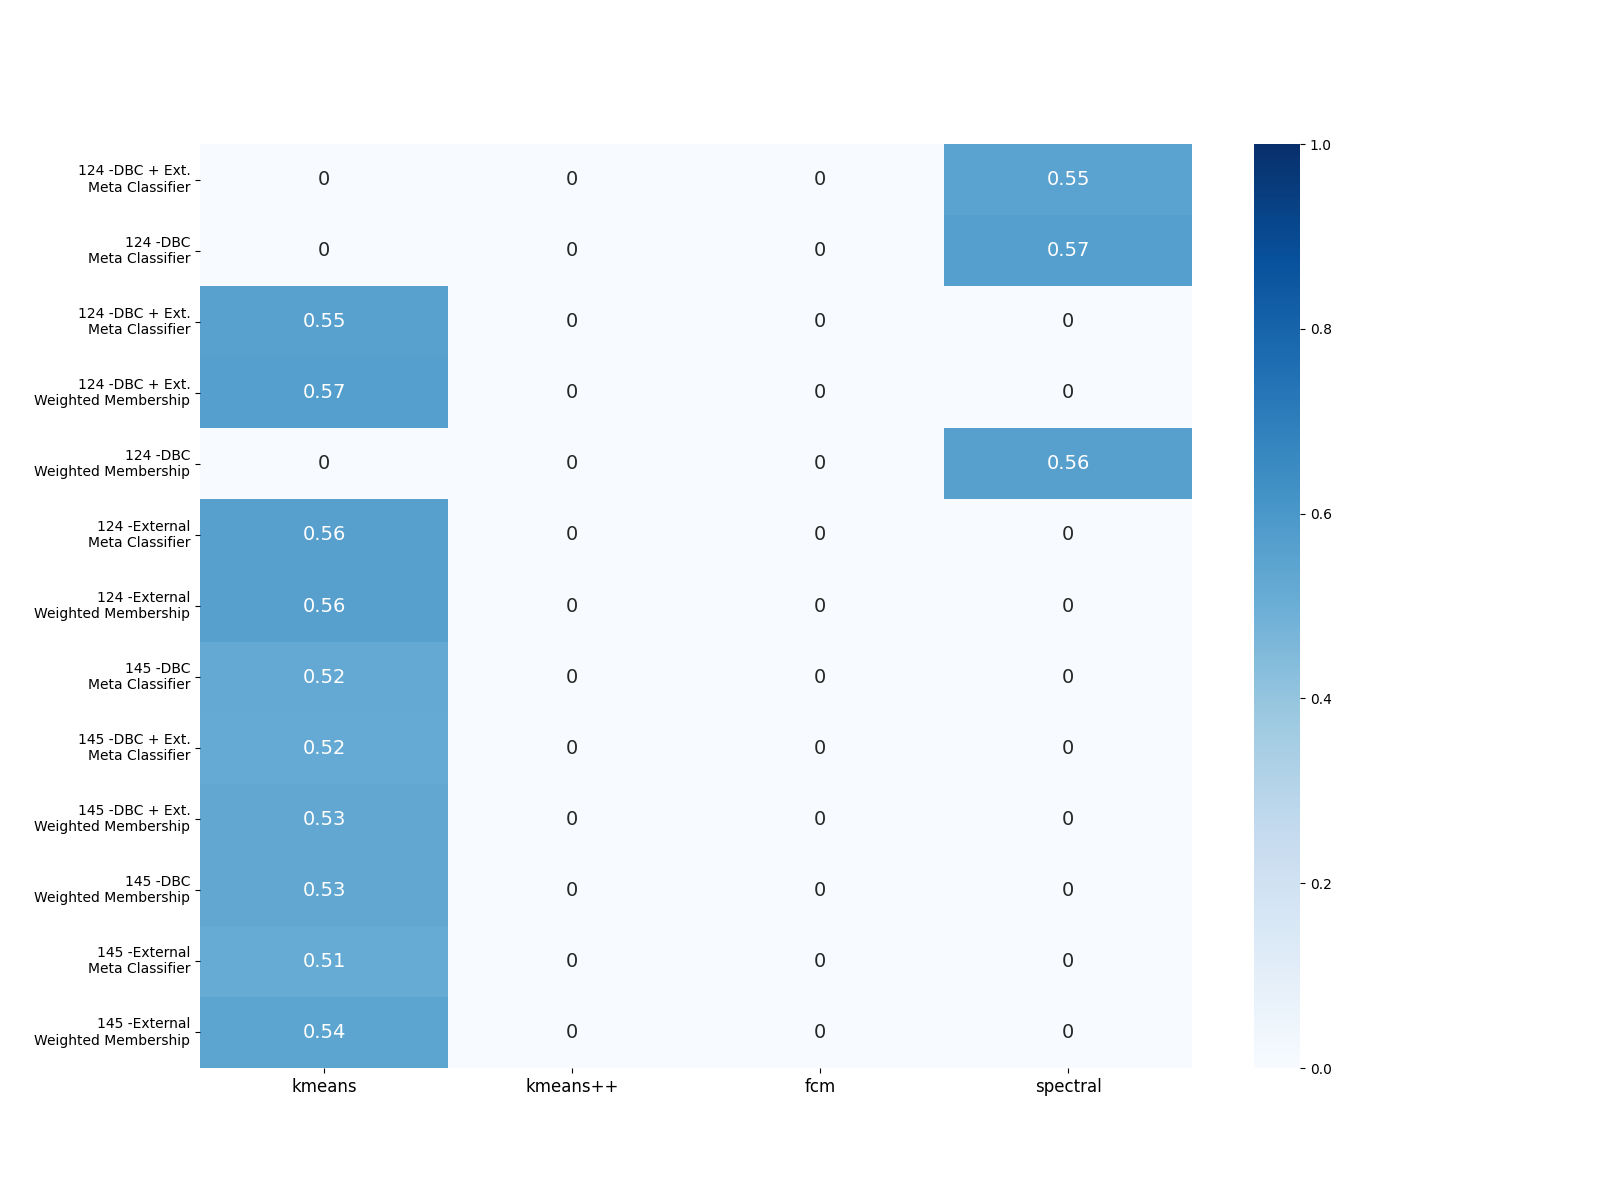 124 -DBC + Ext.
Meta Classifier
0 0 0 0.55
124 -DBC
Meta Classifier
0 0 0 0.57
124 -DBC + Ext.
Meta Classifier
0.55 0 0 0
124 -DBC + Ext.
Weighted Membership
0.57 0 0 0
124 -DBC
Weighted Membership
0 0 0 0.56
124 -External
Meta Classifier
0.56 0 0 0
124 -External
Weighted Membership
0.56 0 0 0
145 -DBC
Meta Classifier
0.52 0 0 0
145 -DBC + Ext.
Meta Classifier
0.52 0 0 0
145 -DBC + Ext.
Weighted Membership
0.53 0 0 0
145 -DBC
Weighted Membership
0.53 0 0 0
145 -External
Meta Classifier
0.51 0 0 0
145 -External
Weighted Membership
0.54 0 0 0
kmeans kmeans++ fcm spectral
1.0
0.8
0.6
0.4
0.2
0.0